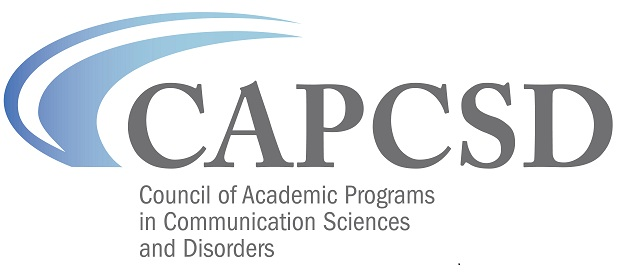 CAPCSD
Council of Academic Programs
in Communication Sciences
and Disorders